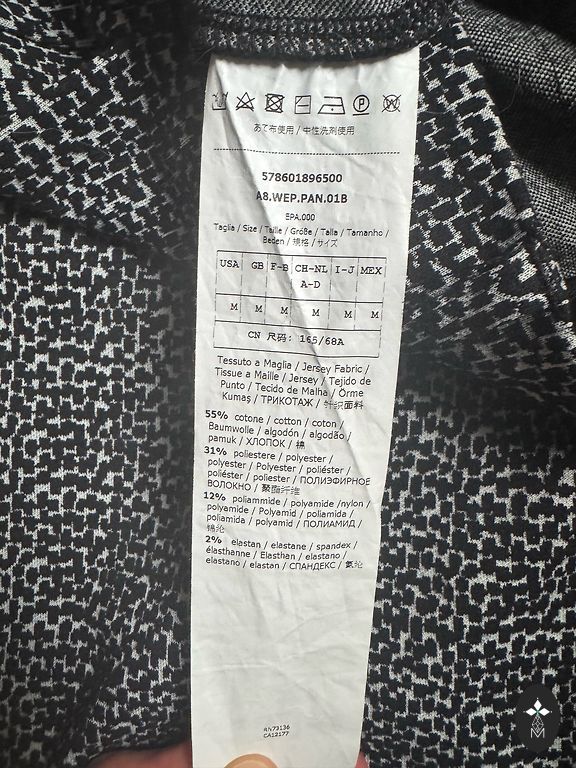 あて布使用 / 中性洗剤使用
578601896500
A8.WEP.PAN.01B
EPA.000
Taglia / Size / Taille / Größe / Talla / Tamanho /
Beden / 规格 / サイズ
USA GB F-B CH-NL I-J MEX
A-D
M M M M M M
CN 尺码: 165/68A
Tessuto a Maglia / Jersey Fabric /
Tissue a Maille / Jersey / Tejido de
Punto / Tecido de Malha / Örme
Kumaş / ТРИКОТАЖ / 针织面料
55% cotone / cotton / coton /
Baumwolle / algodón / algodão /
pamuk / ХЛОПОК / 棉
31% poliestere / polyester /
polyester / Polyester / poliéster /
poliéster / poliester / ПОЛИЭФИРНОЕ
ВОЛОКНО / 聚酯纤维
12% poliammide / polyamide /nylon /
polyamide / Polyamid / poliamida /
poliamida / polyamid / ПОЛИАМИД /
锦纶
2% elastan / elastane / spandex /
élasthanne / Elasthan / elastano /
elastano / elastan / СПАНДЕКС / 氨纶
RN73136
CA12177
M